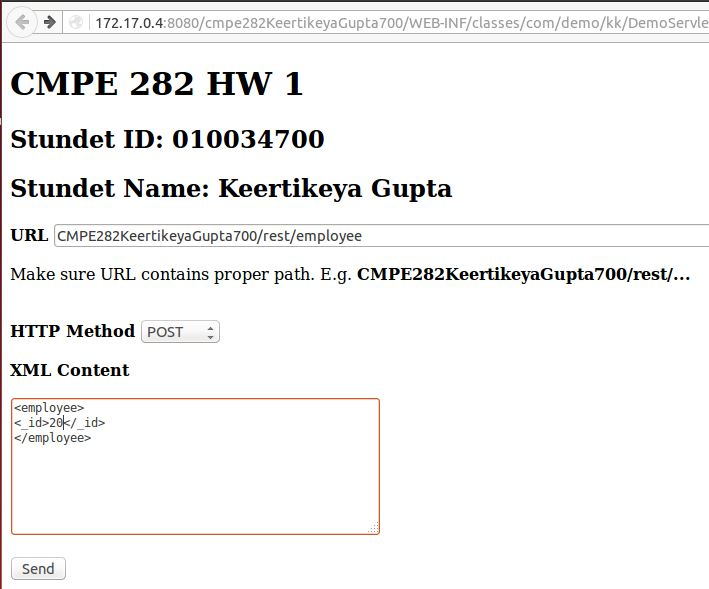 172.17.0.4:8080/cmpe282KeertikeyaGupta700/WEB-INF/classes/com/demo/kk/DemoServle
CMPE 282 HW 1
Stundet ID: 010034700
Stundet Name: Keertikeya Gupta
URL CMPE282KeertikeyaGupta700/rest/employee
Make sure URL contains proper path. E.g. CMPE282KeertikeyaGupta700/rest/...
HTTP Method POST
XML Content
<employee>
<_id>20</_id>
</employee>
Send